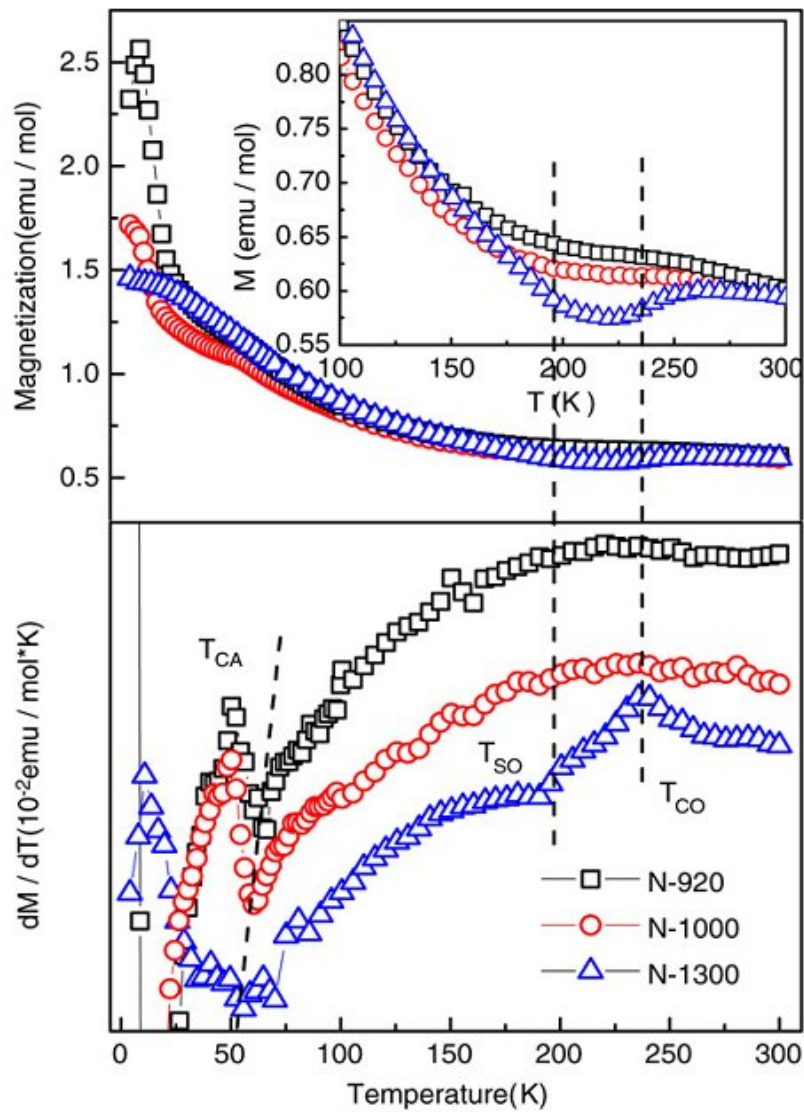 Magnetization(emu / mol)
2.5
2.0
1.5
1.0
0.5
M (emu / mol)
0.80
0.75
0.70
0.65
0.60
0.55
100 150 200 250 300
T (K)
dM / dT(10⁻²emu / mol*K)
T_CA
T_SO
T_CO
N-920
N-1000
N-1300
0 50 100 150 200 250 300
Temperature(K)